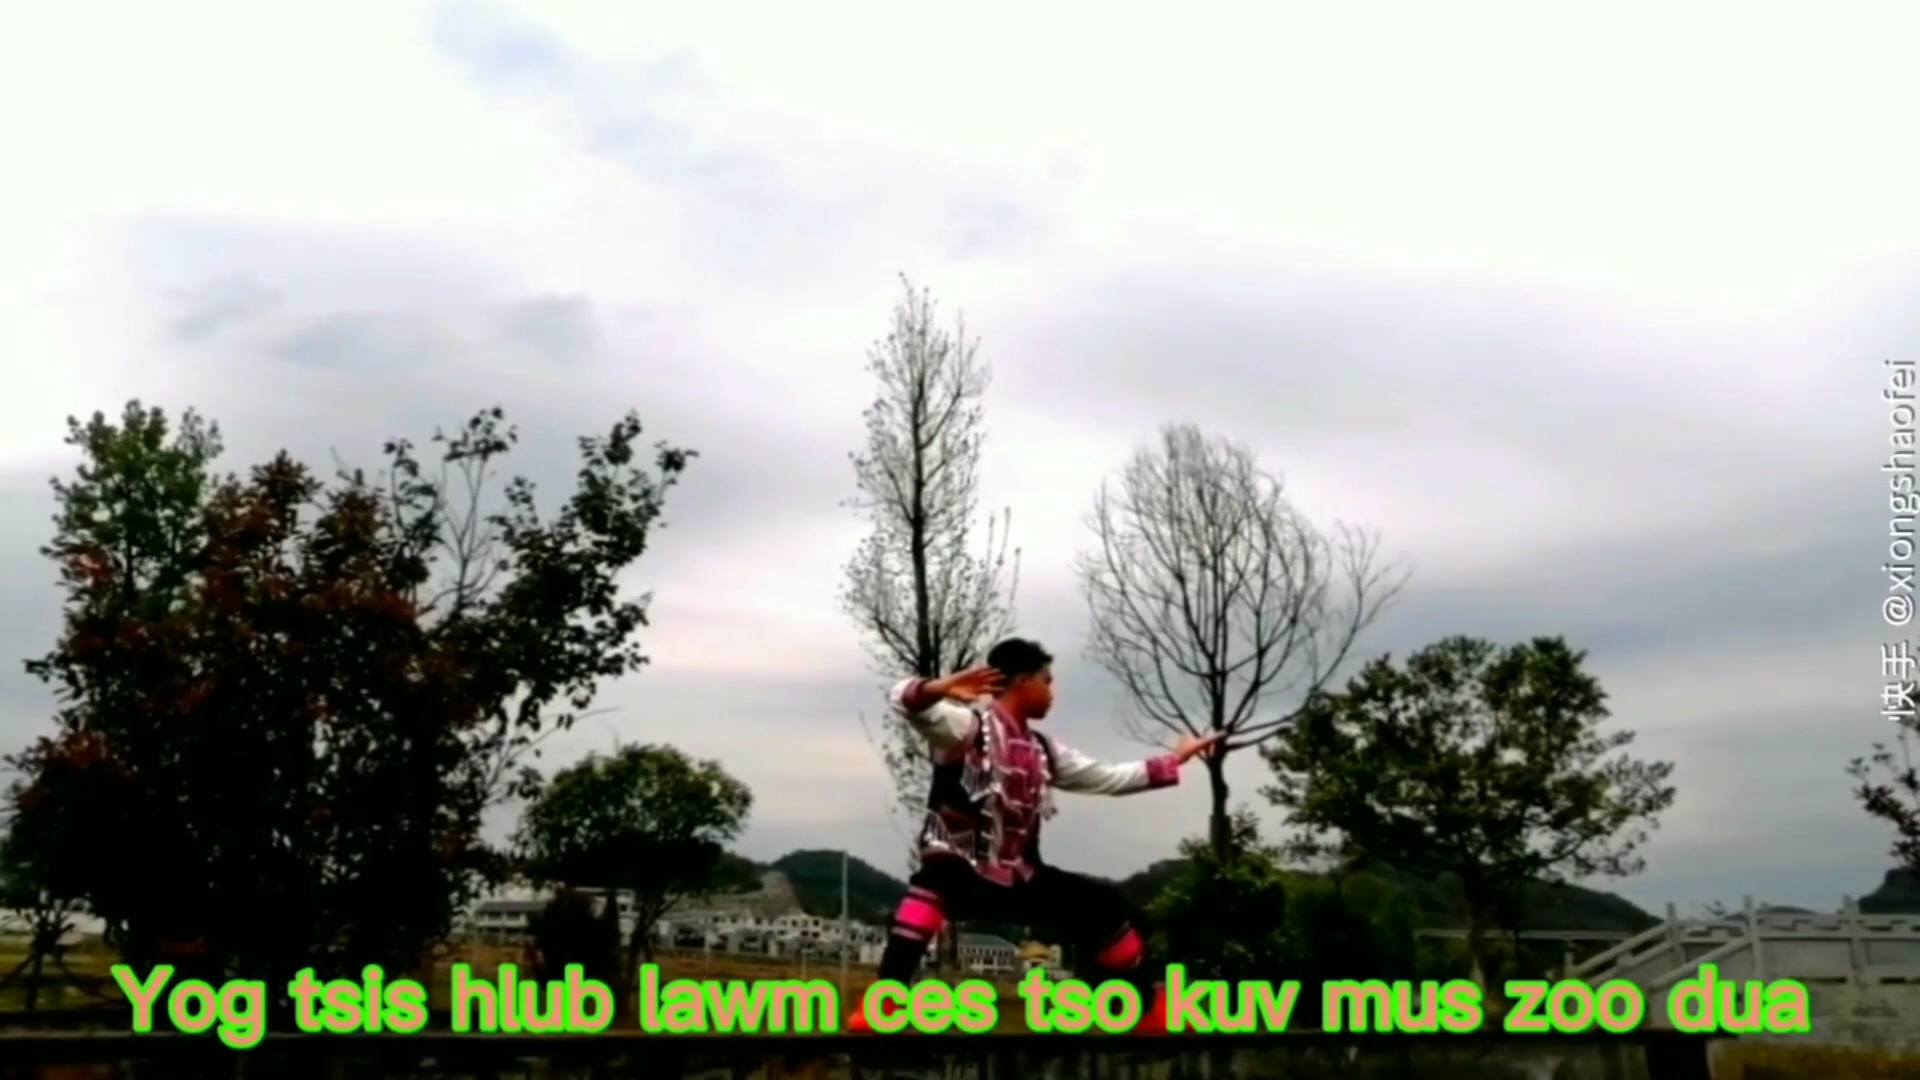 Yog tsis hlub lawm ces tso kuv mus zoo dua
快手 @xiongshaofei